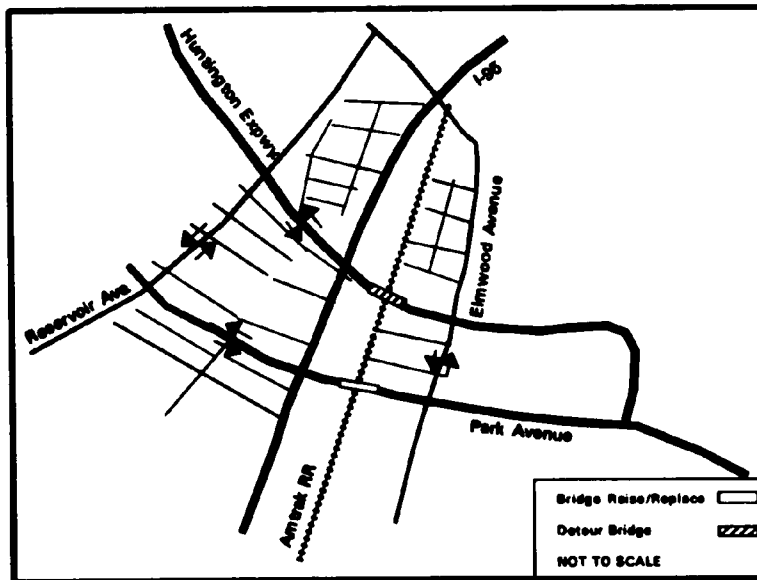 Huntington Expwy
I-95
Reservoir Ave.
Elmwood Avenue
Park Avenue
Amtrak RR
Bridge Raise/Replace
Detour Bridge
NOT TO SCALE